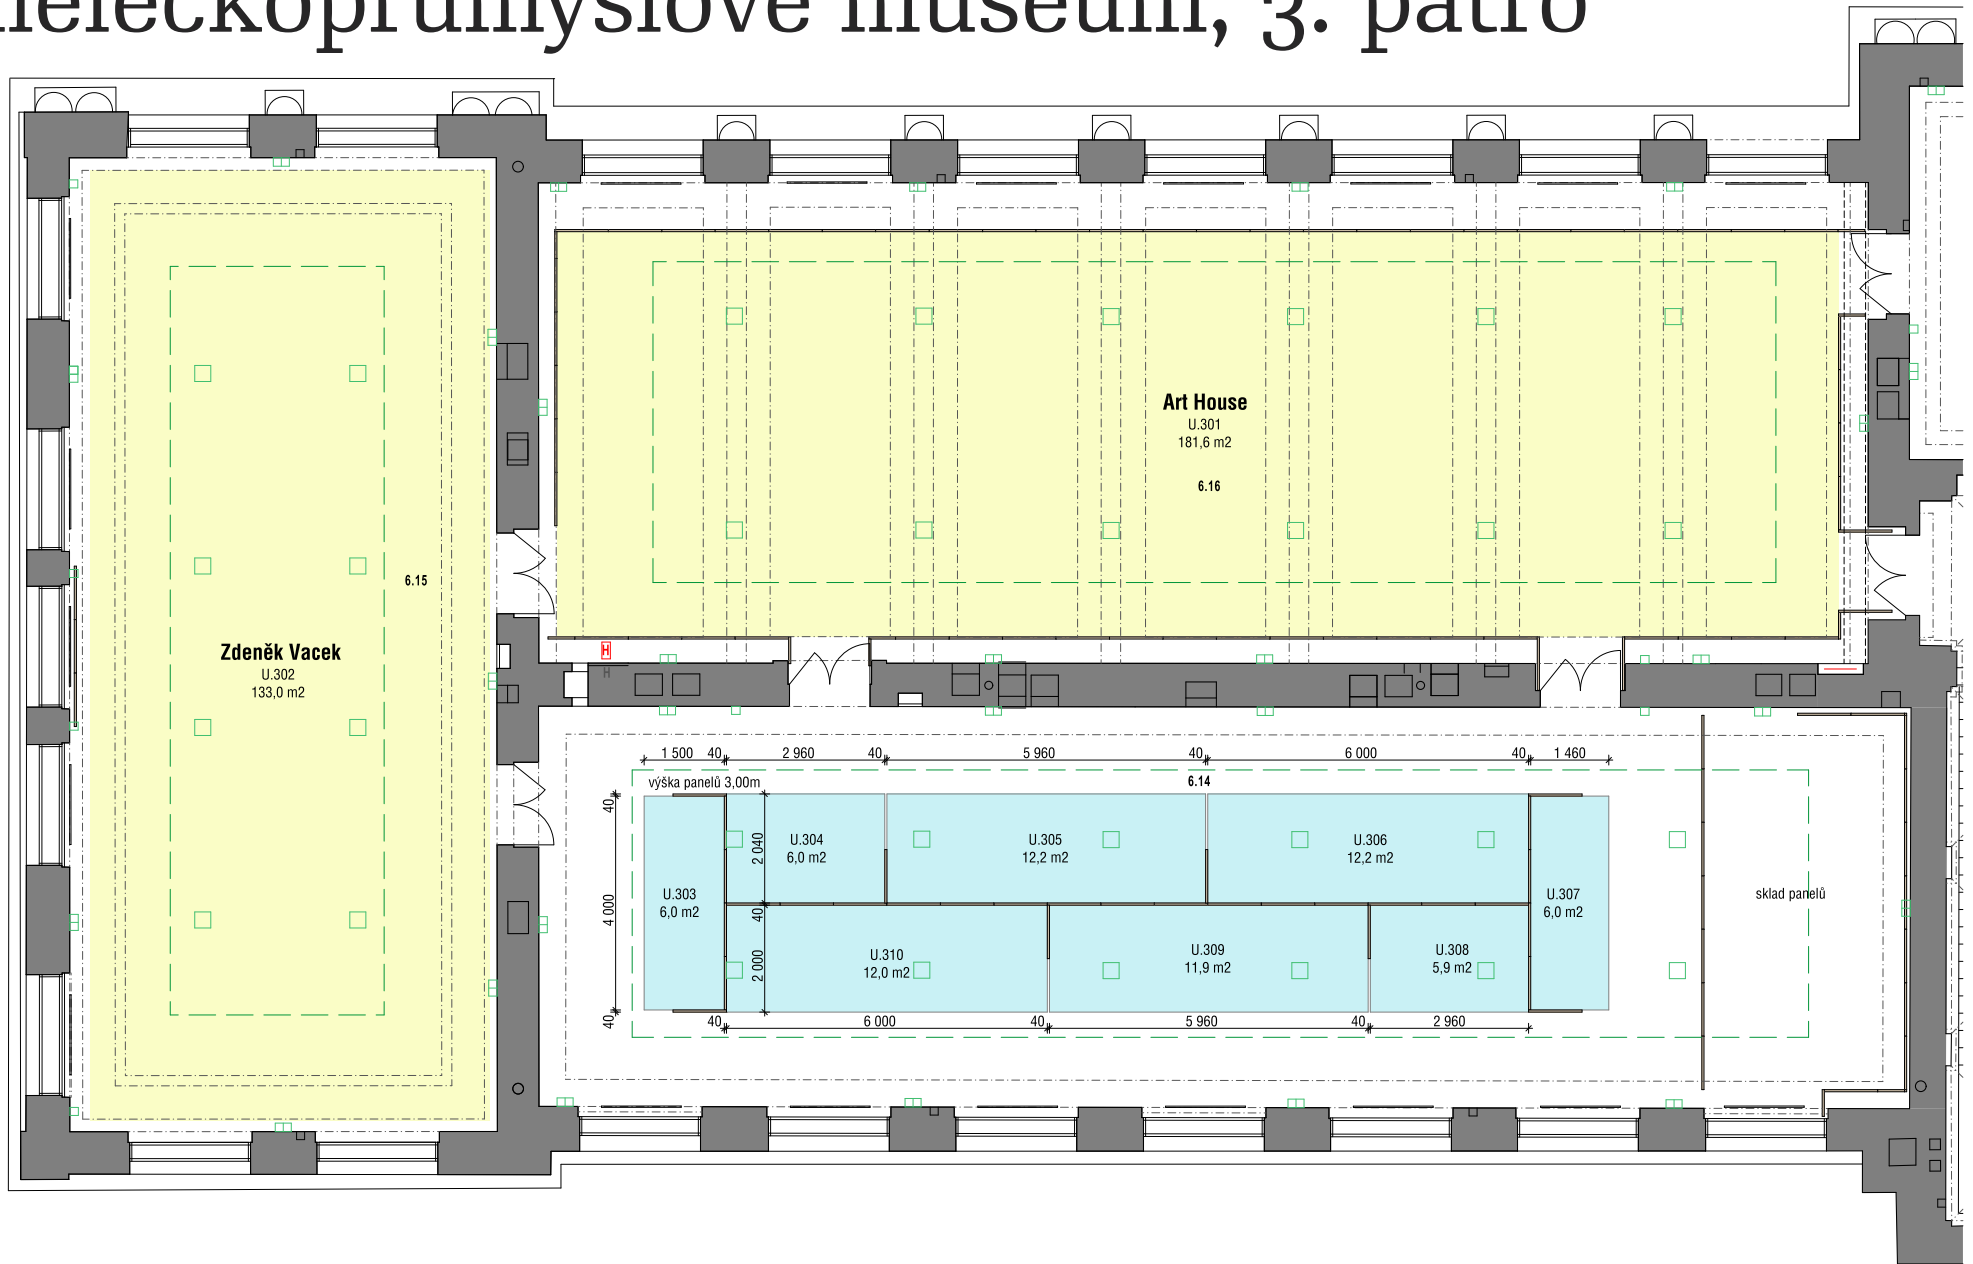 museum, 3. patro
Art House
U.301
181,6 m2
6.16
6.15
Zdeněk Vacek
U.302
133,0 m2
H
H
1 500 40 2 960 40 5 960 40 6 000 40 1 460
výška panelů 3,00m
6.14
40
4 000
40
2 040
40
2 000
U.304
6,0 m2
U.305
12,2 m2
U.306
12,2 m2
U.303
6,0 m2
U.307
6,0 m2
sklad panelů
U.310
12,0 m2
U.309
11,9 m2
U.308
5,9 m2
40 6 000 40 5 960 40 2 960